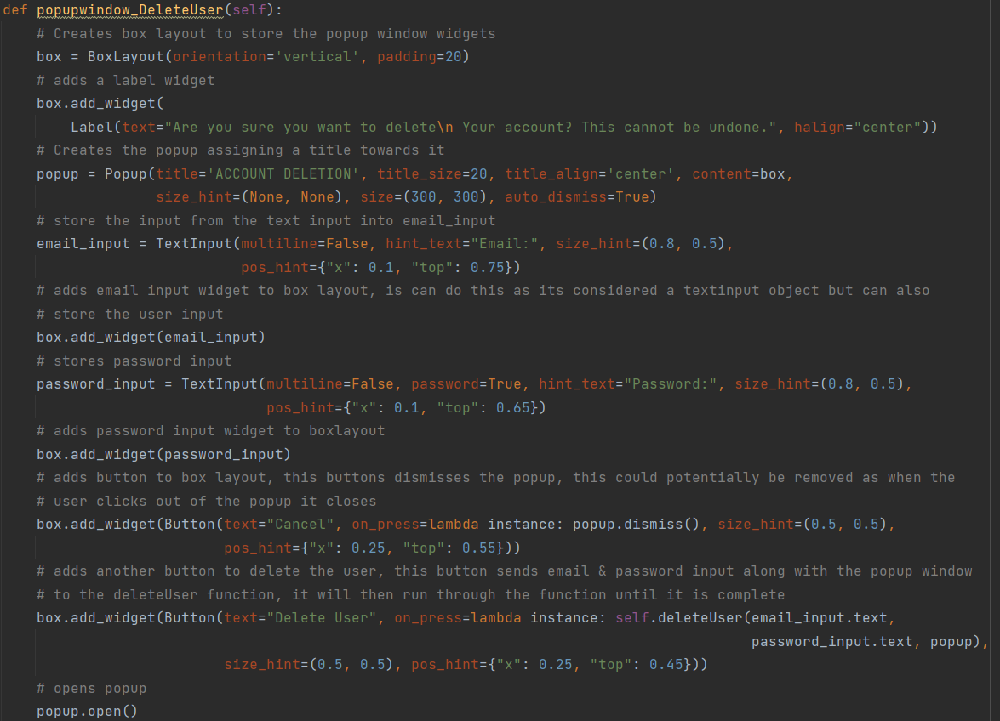 def popupwindow_DeleteUser(self):
    # Creates box layout to store the popup window widgets
    box = BoxLayout(orientation='vertical', padding=20)
    # adds a label widget
    box.add_widget(
        Label(text="Are you sure you want to delete\n Your account? This cannot be undone.", halign="center"))
    # Creates the popup assigning a title towards it
    popup = Popup(title='ACCOUNT DELETION', title_size=20, title_align='center', content=box,
                  size_hint=(None, None), size=(300, 300), auto_dismiss=True)
    # store the input from the text input into email_input
    email_input = TextInput(multiline=False, hint_text="Email:", size_hint=(0.8, 0.5),
                            pos_hint={"x": 0.1, "top": 0.75})
    # adds email input widget to box layout, is can do this as its considered a textinput object but can also
    # store the user input
    box.add_widget(email_input)
    # stores password input
    password_input = TextInput(multiline=False, password=True, hint_text="Password:", size_hint=(0.8, 0.5),
                               pos_hint={"x": 0.1, "top": 0.65})
    # adds password input widget to boxlayout
    box.add_widget(password_input)
    # adds button to box layout, this buttons dismisses the popup, this could potentially be removed as when the
    # user clicks out of the popup it closes
    box.add_widget(Button(text="Cancel", on_press=lambda instance: popup.dismiss(), size_hint=(0.5, 0.5),
                          pos_hint={"x": 0.25, "top": 0.55}))
    # adds another button to delete the user, this button sends email & password input along with the popup window
    # to the deleteUser function, it will then run through the function until it is complete
    box.add_widget(Button(text="Delete User", on_press=lambda instance: self.deleteUser(email_input.text,
                                                                                        password_input.text, popup),
                          size_hint=(0.5, 0.5), pos_hint={"x": 0.25, "top": 0.45}))
    # opens popup
    popup.open()